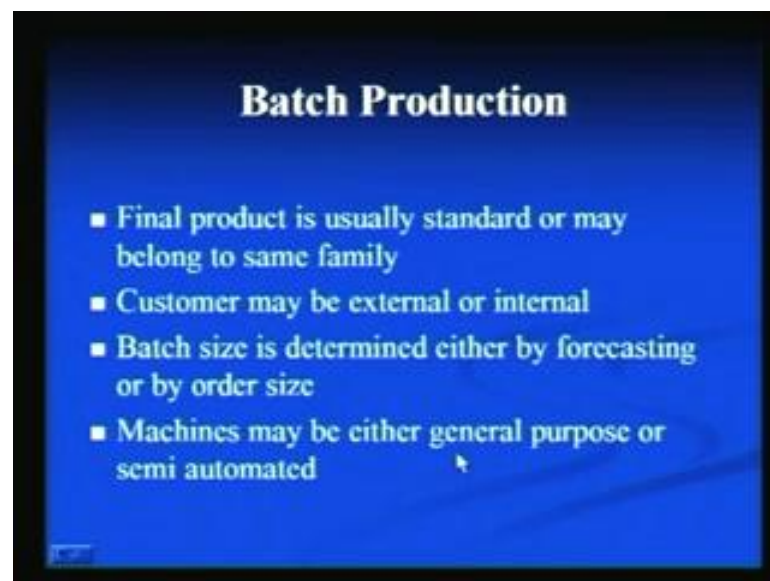 Batch Production
Final product is usually standard or may
belong to same family
Customer may be external or internal
Batch size is determined either by forecasting
or by order size
Machines may be either general purpose or
semi automated